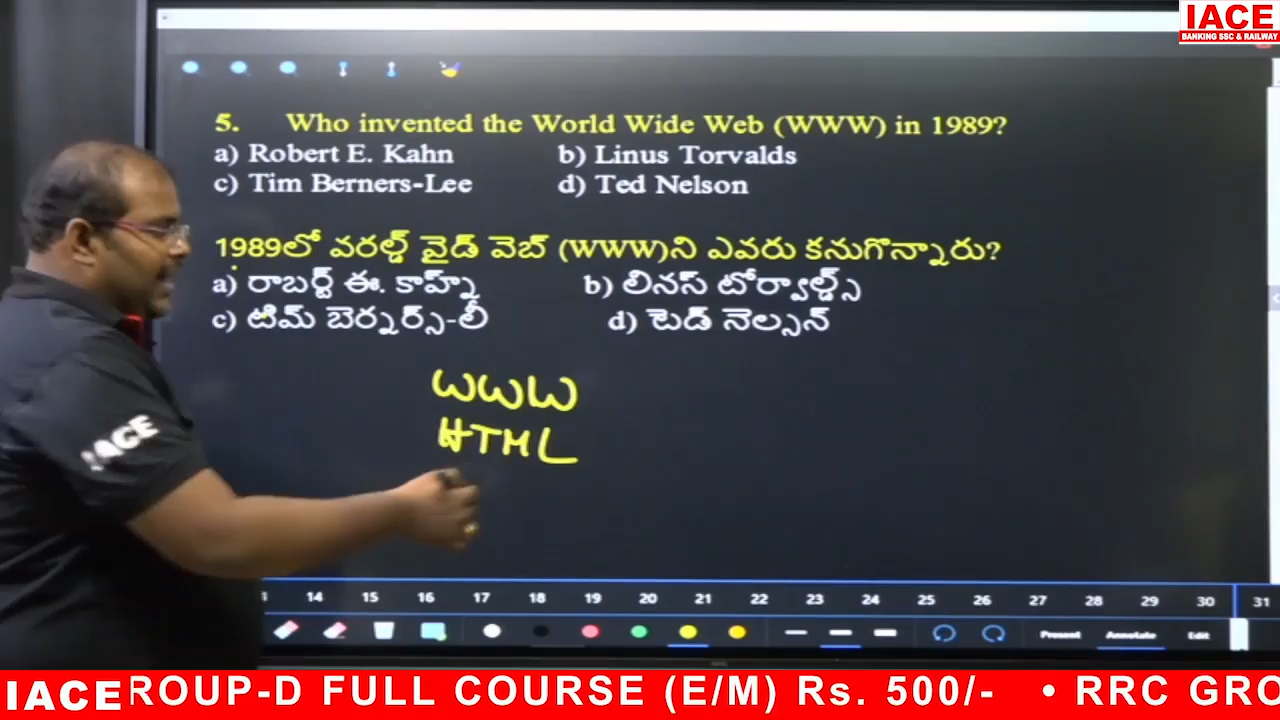 IACE
BANKING SSC & RAILWAY
5. Who invented the World Wide Web (WWW) in 1989?
a) Robert E. Kahn b) Linus Torvalds
c) Tim Berners-Lee d) Ted Nelson
1989లో వరల్డ్ వైడ్ వెబ్ (WWW)ని ఎవరు కనుగొన్నారు?
a) రాబర్ట్ ఈ. కాహ్న్ b) లినస్ టోర్వాల్డ్స్
c) టిమ్ బెర్నర్స్-లీ d) టెడ్ నెల్సన్
WWW
HTML
IACE
14 15 16 17 18 19 20 21 22 23 24 25 26 27 28 29 30 31
Present Annotate Edit
IACE ROUP-D FULL COURSE (E/M) Rs. 500/- • RRC GRO